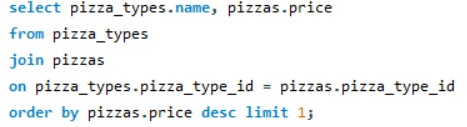 select pizza_types.name, pizzas.price
from pizza_types
join pizzas
on pizza_types.pizza_type_id = pizzas.pizza_type_id
order by pizzas.price desc limit 1;